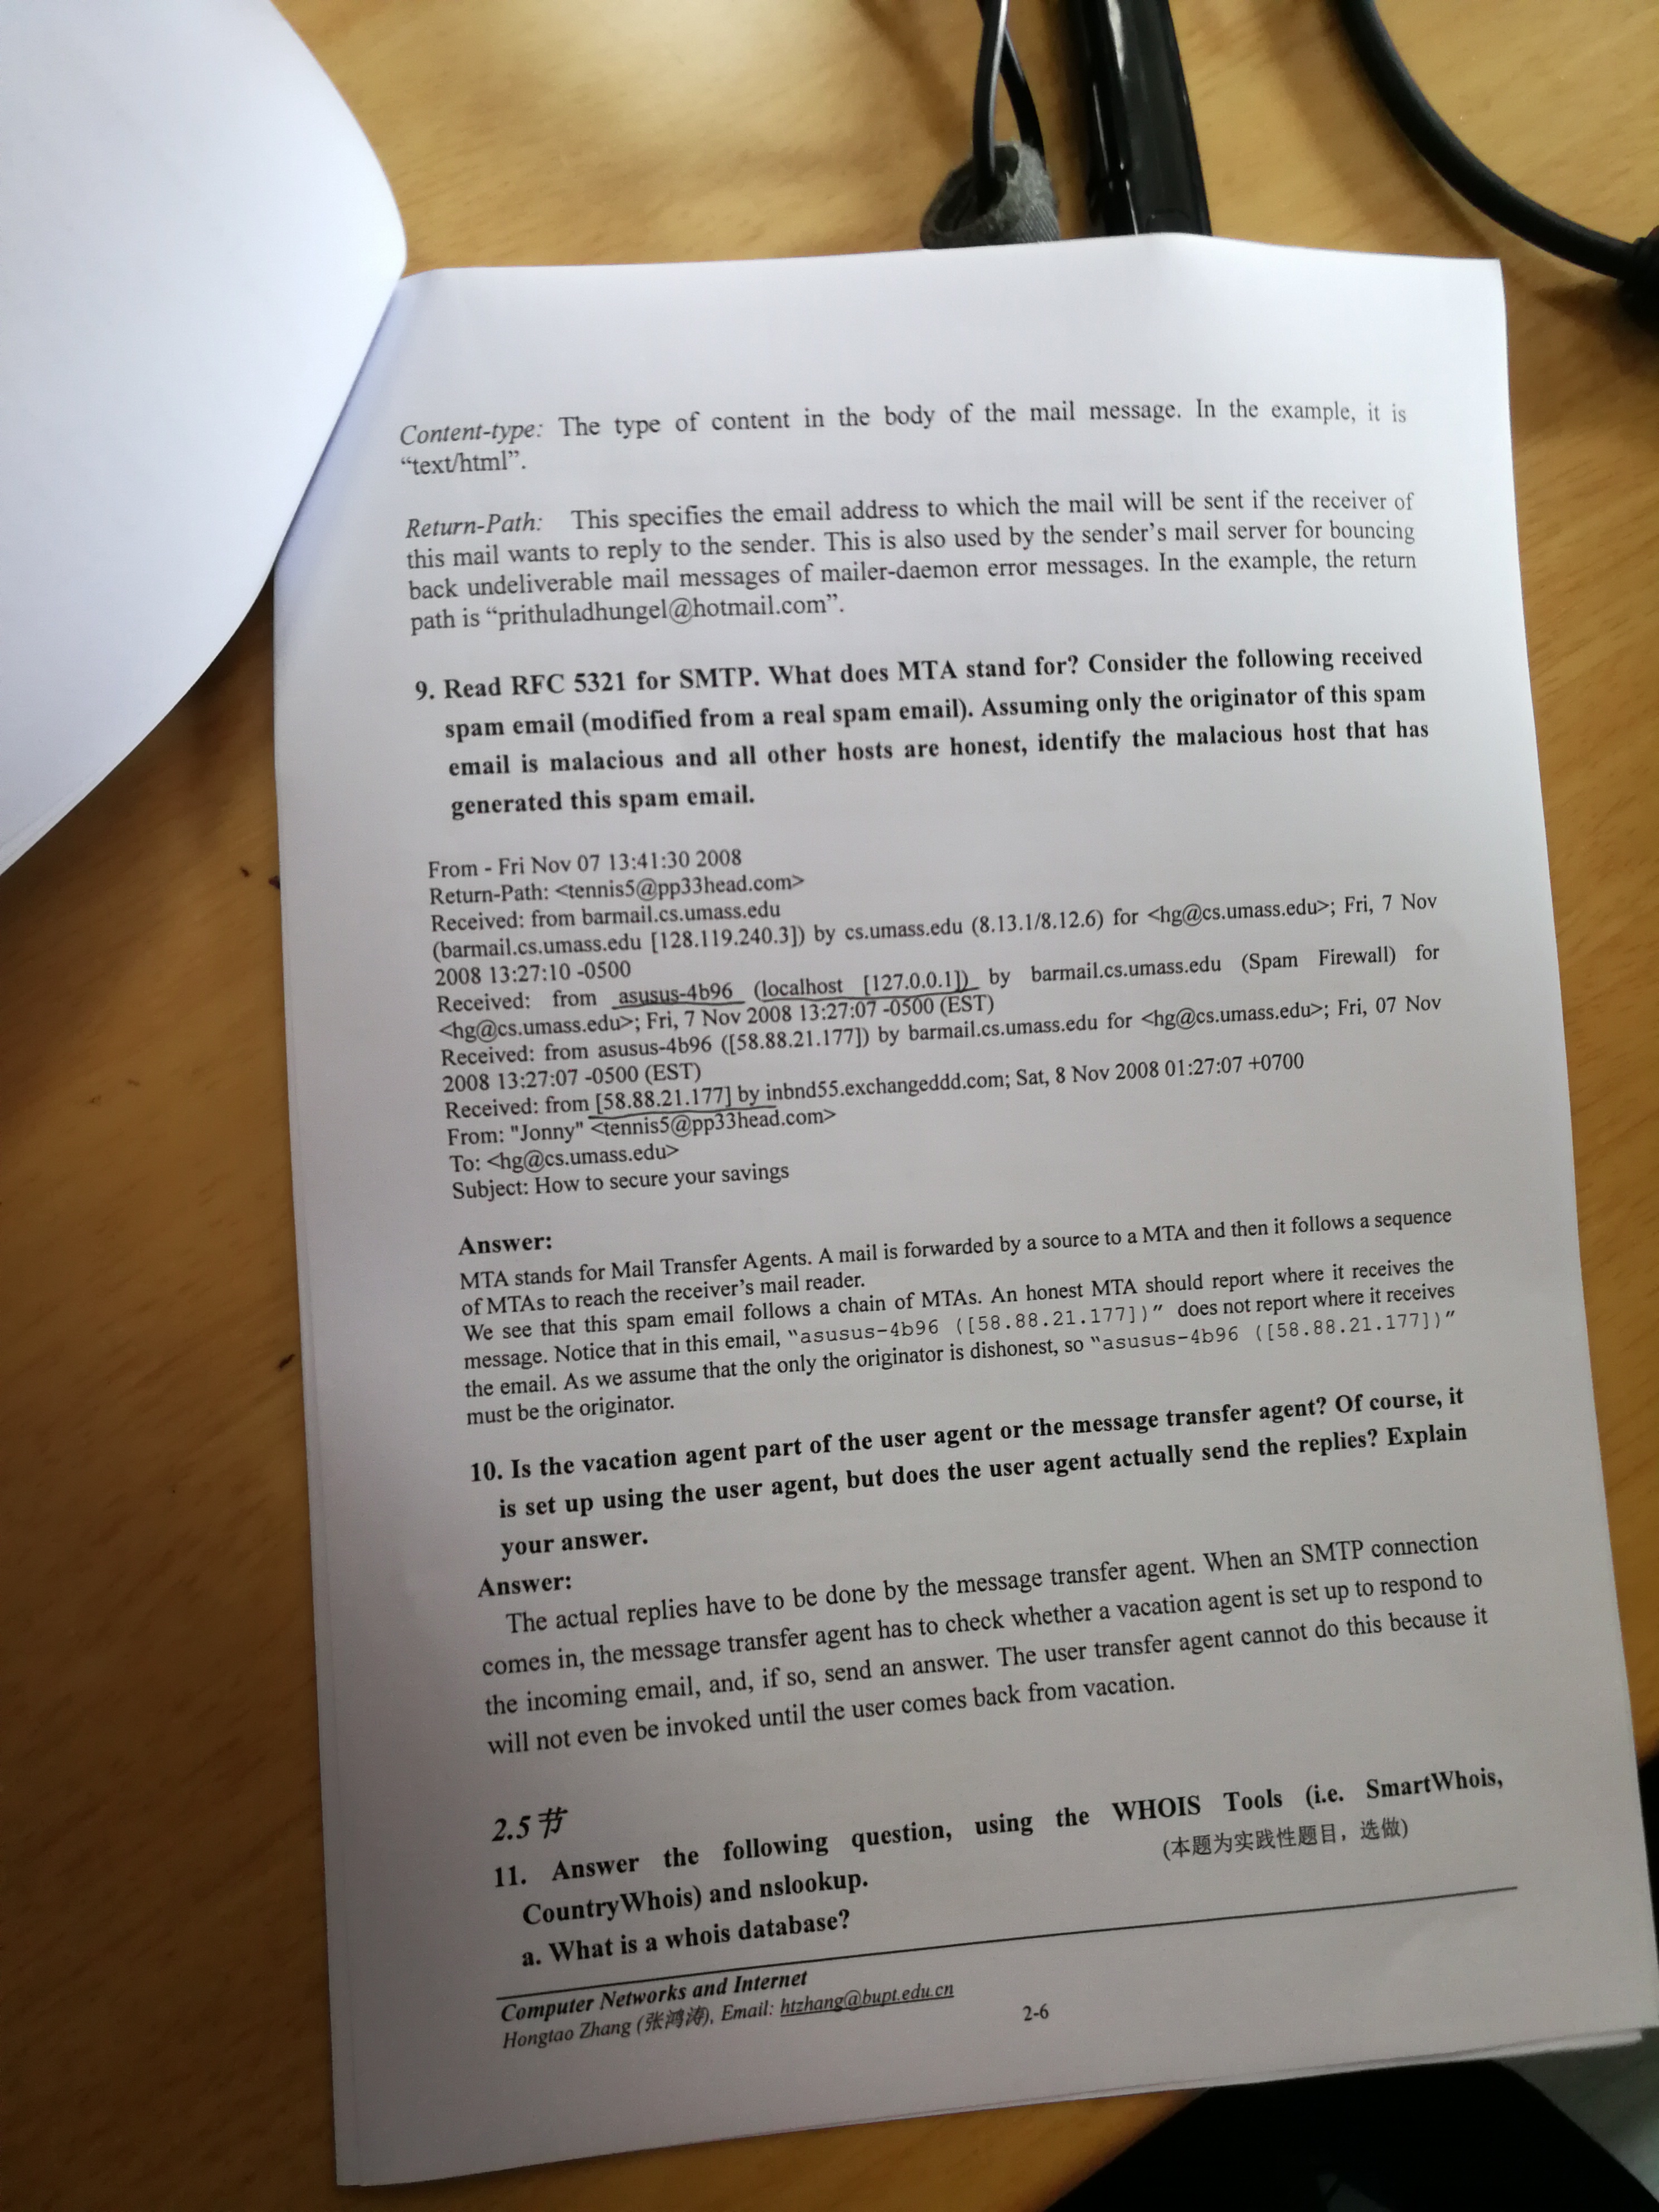 Content-type: The type of content in the body of the mail message. In the example, it is
“text/html”.
Return-Path: This specifies the email address to which the mail will be sent if the receiver of
this mail wants to reply to the sender. This is also used by the sender’s mail server for bouncing
back undeliverable mail messages of mailer-daemon error messages. In the example, the return
path is “prithuladhungel@hotmail.com”.
9. Read RFC 5321 for SMTP. What does MTA stand for? Consider the following received
spam email (modified from a real spam email). Assuming only the originator of this spam
email is malacious and all other hosts are honest, identify the malacious host that has
generated this spam email.
From - Fri Nov 07 13:41:30 2008
Return-Path: <tennis5@pp33head.com>
Received: from barmail.cs.umass.edu
(barmail.cs.umass.edu [128.119.240.3]) by cs.umass.edu (8.13.1/8.12.6) for <hg@cs.umass.edu>; Fri, 7 Nov
2008 13:27:10 -0500
Received: from asusus-4b96 (localhost [127.0.0.1]) by barmail.cs.umass.edu (Spam Firewall) for
<hg@cs.umass.edu>; Fri, 7 Nov 2008 13:27:07 -0500 (EST)
Received: from asusus-4b96 ([58.88.21.177]) by barmail.cs.umass.edu for <hg@cs.umass.edu>; Fri, 07 Nov
2008 13:27:07 -0500 (EST)
Received: from [58.88.21.177] by inbnd55.exchangeddd.com; Sat, 8 Nov 2008 01:27:07 +0700
From: "Jonny" <tennis5@pp33head.com>
To: <hg@cs.umass.edu>
Subject: How to secure your savings
Answer:
MTA stands for Mail Transfer Agents. A mail is forwarded by a source to a MTA and then it follows a sequence
of MTAs to reach the receiver’s mail reader.
We see that this spam email follows a chain of MTAs. An honest MTA should report where it receives the
message. Notice that in this email, “asusus-4b96 ([58.88.21.177])” does not report where it receives
the email. As we assume that the only the originator is dishonest, so “asusus-4b96 ([58.88.21.177])”
must be the originator.
10. Is the vacation agent part of the user agent or the message transfer agent? Of course, it
is set up using the user agent, but does the user agent actually send the replies? Explain
your answer.
Answer:
The actual replies have to be done by the message transfer agent. When an SMTP connection
comes in, the message transfer agent has to check whether a vacation agent is set up to respond to
the incoming email, and, if so, send an answer. The user transfer agent cannot do this because it
will not even be invoked until the user comes back from vacation.
2.5节
11. Answer the following question, using the WHOIS Tools (i.e. SmartWhois,
CountryWhois) and nslookup. (本题为实践性题目，选做)
a. What is a whois database?
Computer Networks and Internet
Hongtao Zhang (张鸿涛), Email: htzhang@bupt.edu.cn
2-6